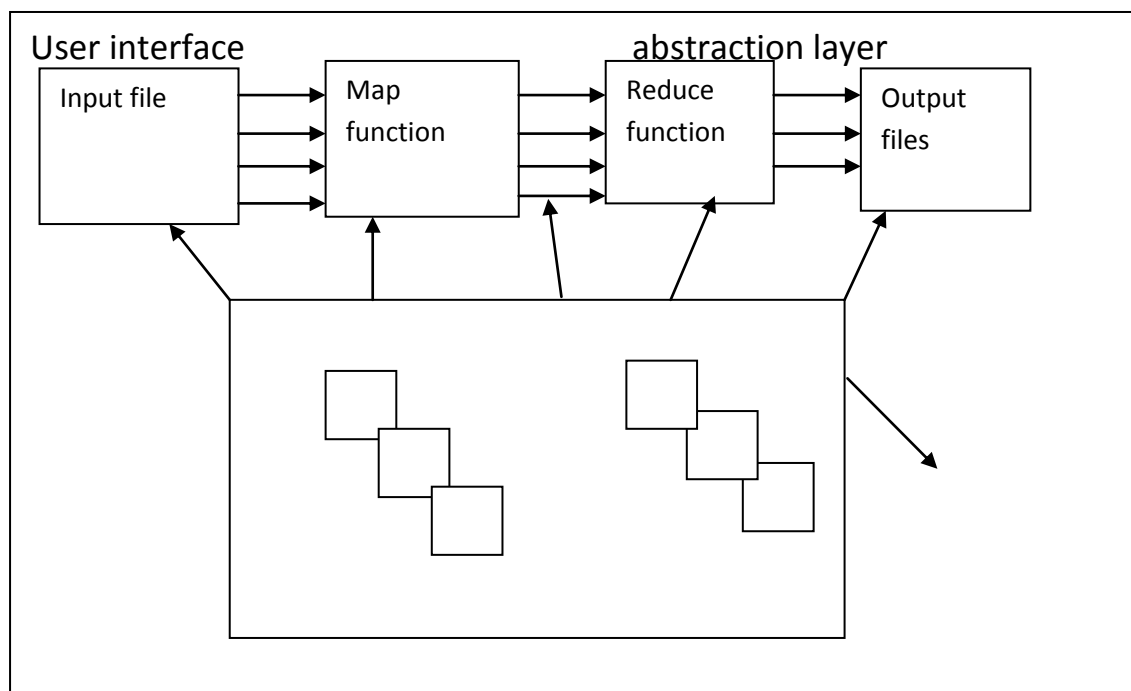 User interface
abstraction layer
Input file
Map
function
Reduce
function
Output
files